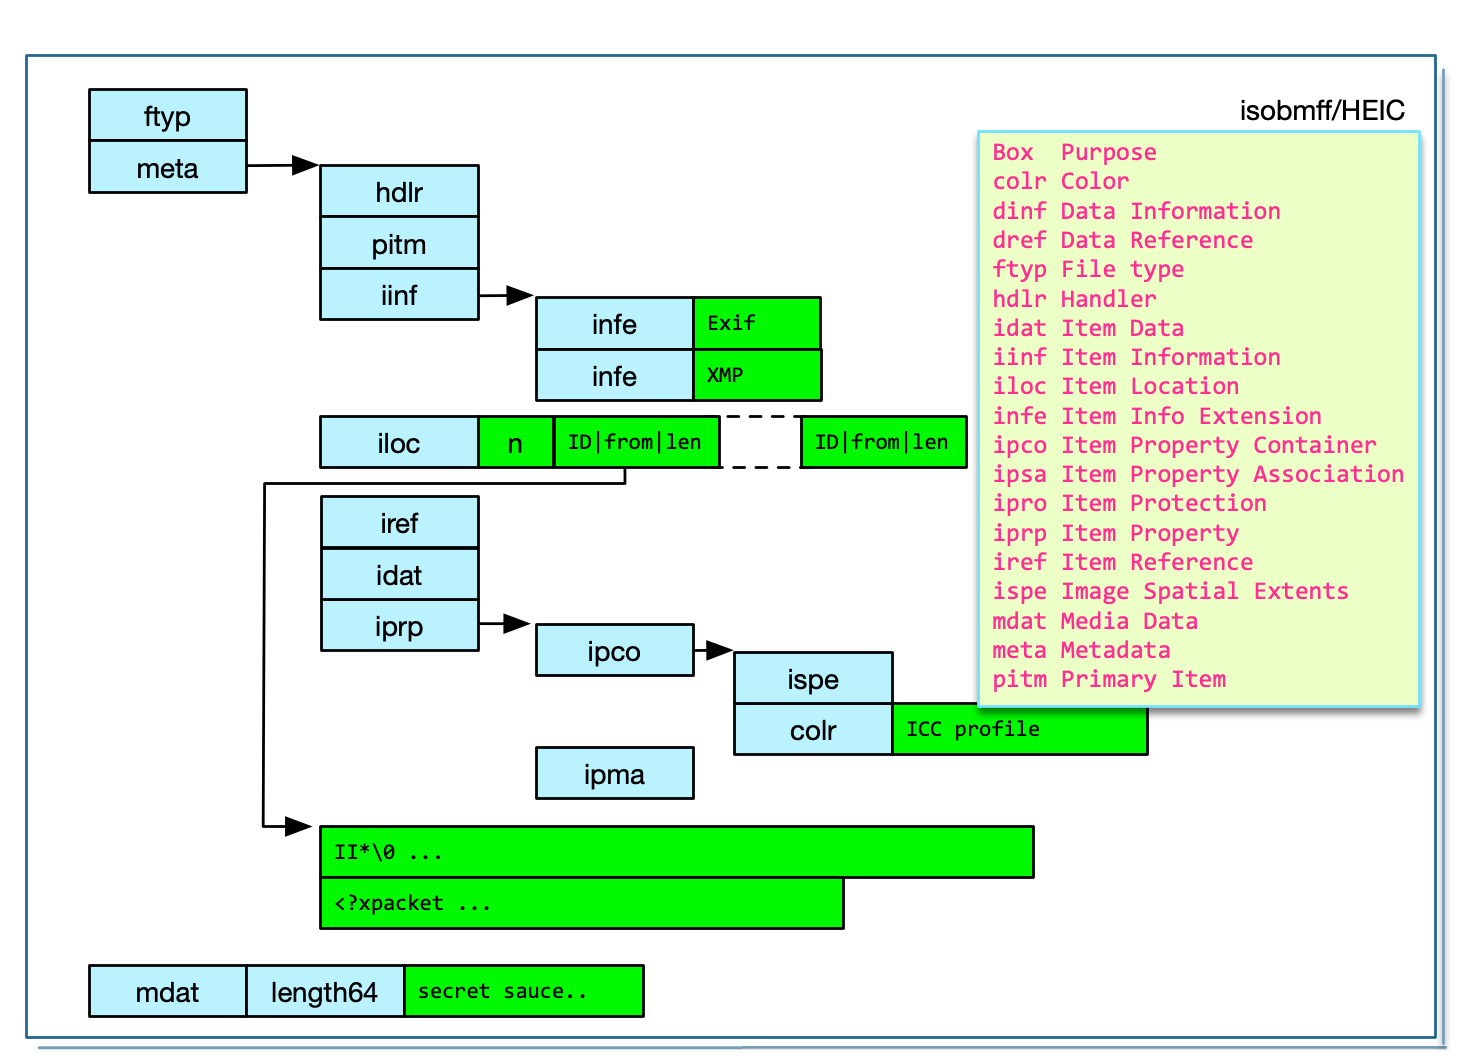 ftyp
meta
isobmff/HEIC
hdlr
pitm
iinf
infe Exif
infe XMP
iloc n ID|from|len ID|from|len
iref
idat
iprp
ipco
ispe
colr ICC profile
ipma
II*\0 ...
<?xpacket ...
mdat length64 secret sauce..
Box Purpose
colr Color
dinf Data Information
dref Data Reference
ftyp File type
hdlr Handler
idat Item Data
iinf Item Information
iloc Item Location
infe Item Info Extension
ipco Item Property Container
ipsa Item Property Association
ipro Item Protection
iprp Item Property
iref Item Reference
ispe Image Spatial Extents
mdat Media Data
meta Metadata
pitm Primary Item